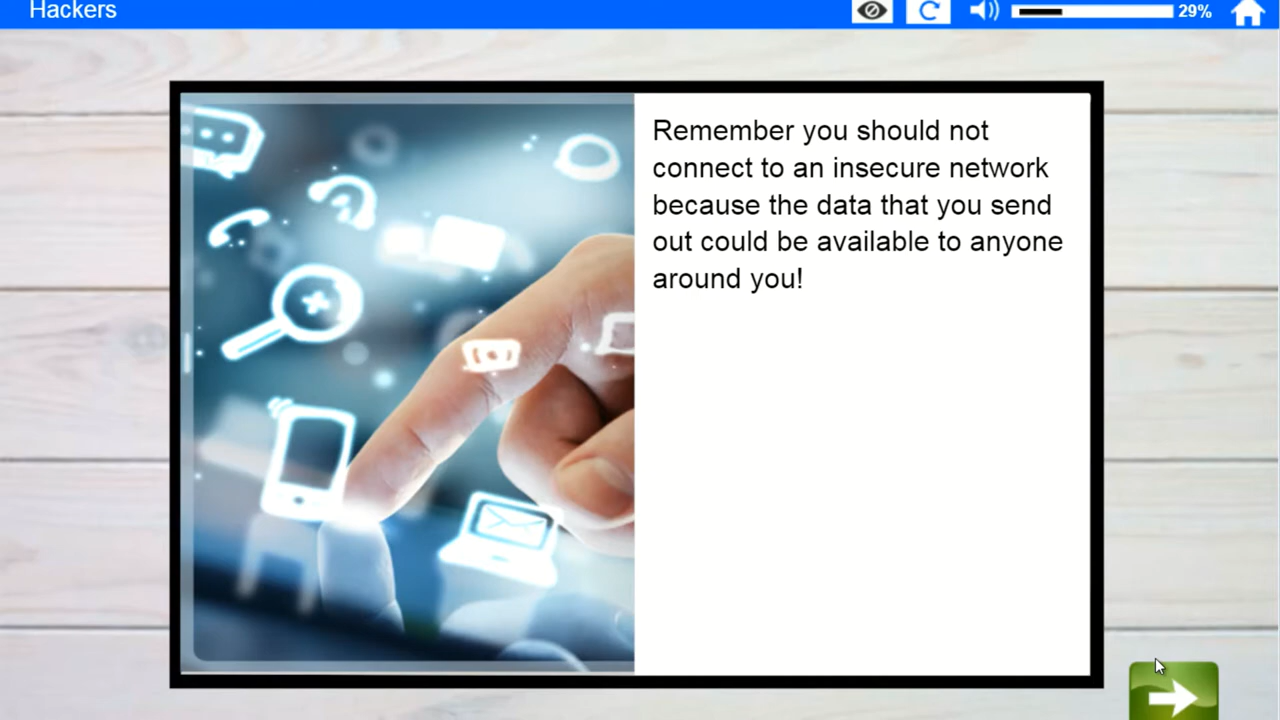 Hackers
29%
Remember you should not
connect to an insecure network
because the data that you send
out could be available to anyone
around you!